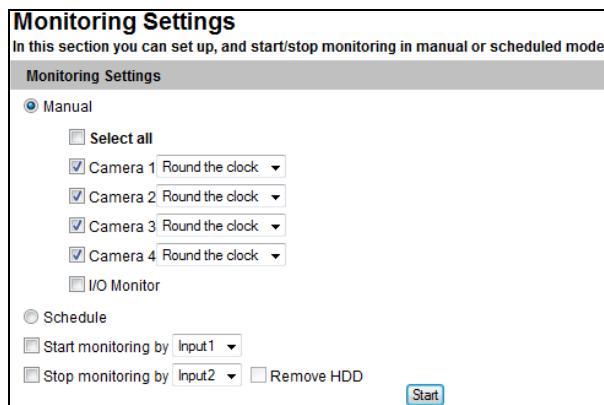 Monitoring Settings
In this section you can set up, and start/stop monitoring in manual or scheduled mode
Monitoring Settings
Manual
Select all
Camera 1 Round the clock
Camera 2 Round the clock
Camera 3 Round the clock
Camera 4 Round the clock
I/O Monitor
Schedule
Start monitoring by Input1
Stop monitoring by Input2 Remove HDD
Start